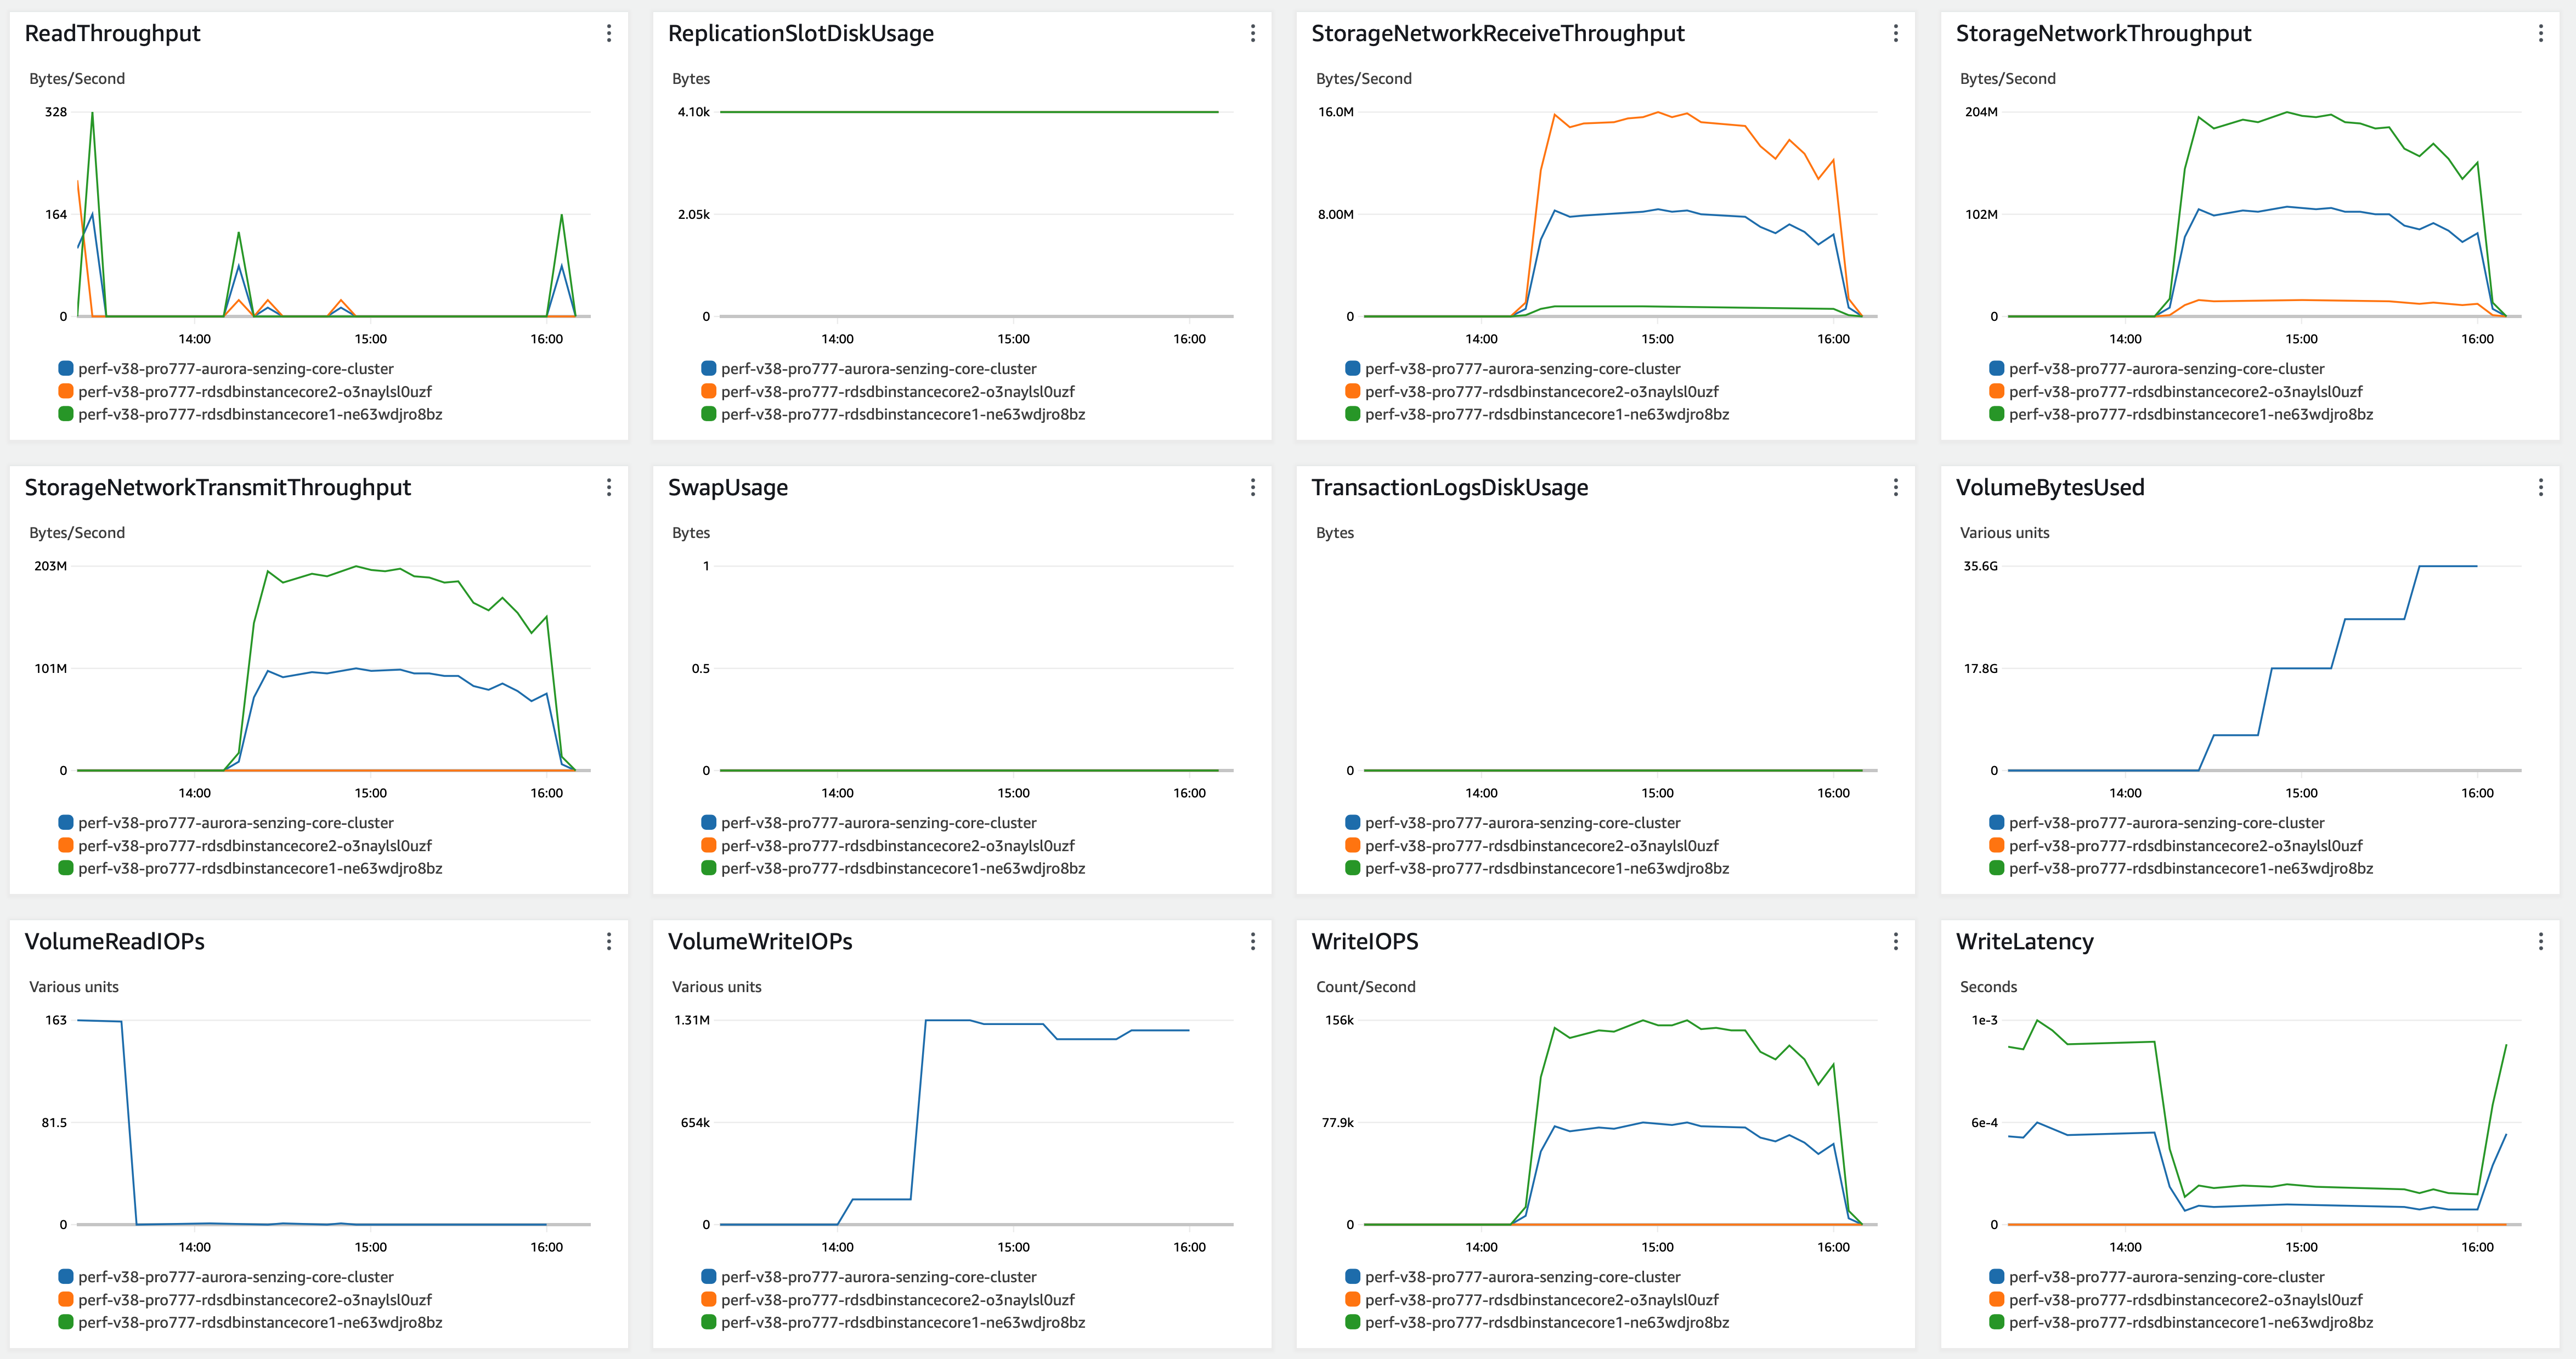 ReadThroughput
Bytes/Second
328
164
0
14:00 15:00 16:00
perf-v38-pro777-aurora-senzing-core-cluster
perf-v38-pro777-rdsdbinstancecore2-o3naylsl0uzf
perf-v38-pro777-rdsdbinstancecore1-ne63wdjro8bz
ReplicationSlotDiskUsage
Bytes
4.10k
2.05k
0
14:00 15:00 16:00
perf-v38-pro777-aurora-senzing-core-cluster
perf-v38-pro777-rdsdbinstancecore2-o3naylsl0uzf
perf-v38-pro777-rdsdbinstancecore1-ne63wdjro8bz
StorageNetworkReceiveThroughput
Bytes/Second
16.0M
8.00M
0
14:00 15:00 16:00
perf-v38-pro777-aurora-senzing-core-cluster
perf-v38-pro777-rdsdbinstancecore2-o3naylsl0uzf
perf-v38-pro777-rdsdbinstancecore1-ne63wdjro8bz
StorageNetworkThroughput
Bytes/Second
204M
102M
0
14:00 15:00 16:00
perf-v38-pro777-aurora-senzing-core-cluster
perf-v38-pro777-rdsdbinstancecore2-o3naylsl0uzf
perf-v38-pro777-rdsdbinstancecore1-ne63wdjro8bz
StorageNetworkTransmitThroughput
Bytes/Second
203M
101M
0
14:00 15:00 16:00
perf-v38-pro777-aurora-senzing-core-cluster
perf-v38-pro777-rdsdbinstancecore2-o3naylsl0uzf
perf-v38-pro777-rdsdbinstancecore1-ne63wdjro8bz
SwapUsage
Bytes
1
0.5
0
14:00 15:00 16:00
perf-v38-pro777-aurora-senzing-core-cluster
perf-v38-pro777-rdsdbinstancecore2-o3naylsl0uzf
perf-v38-pro777-rdsdbinstancecore1-ne63wdjro8bz
TransactionLogsDiskUsage
Bytes
0
14:00 15:00 16:00
perf-v38-pro777-aurora-senzing-core-cluster
perf-v38-pro777-rdsdbinstancecore2-o3naylsl0uzf
perf-v38-pro777-rdsdbinstancecore1-ne63wdjro8bz
VolumeBytesUsed
Various units
35.6G
17.8G
0
14:00 15:00 16:00
perf-v38-pro777-aurora-senzing-core-cluster
perf-v38-pro777-rdsdbinstancecore2-o3naylsl0uzf
perf-v38-pro777-rdsdbinstancecore1-ne63wdjro8bz
VolumeReadIOPs
Various units
163
81.5
0
14:00 15:00 16:00
perf-v38-pro777-aurora-senzing-core-cluster
perf-v38-pro777-rdsdbinstancecore2-o3naylsl0uzf
perf-v38-pro777-rdsdbinstancecore1-ne63wdjro8bz
VolumeWriteIOPs
Various units
1.31M
654k
0
14:00 15:00 16:00
perf-v38-pro777-aurora-senzing-core-cluster
perf-v38-pro777-rdsdbinstancecore2-o3naylsl0uzf
perf-v38-pro777-rdsdbinstancecore1-ne63wdjro8bz
WriteIOPS
Count/Second
156k
77.9k
0
14:00 15:00 16:00
perf-v38-pro777-aurora-senzing-core-cluster
perf-v38-pro777-rdsdbinstancecore2-o3naylsl0uzf
perf-v38-pro777-rdsdbinstancecore1-ne63wdjro8bz
WriteLatency
Seconds
1e-3
6e-4
0
14:00 15:00 16:00
perf-v38-pro777-aurora-senzing-core-cluster
perf-v38-pro777-rdsdbinstancecore2-o3naylsl0uzf
perf-v38-pro777-rdsdbinstancecore1-ne63wdjro8bz